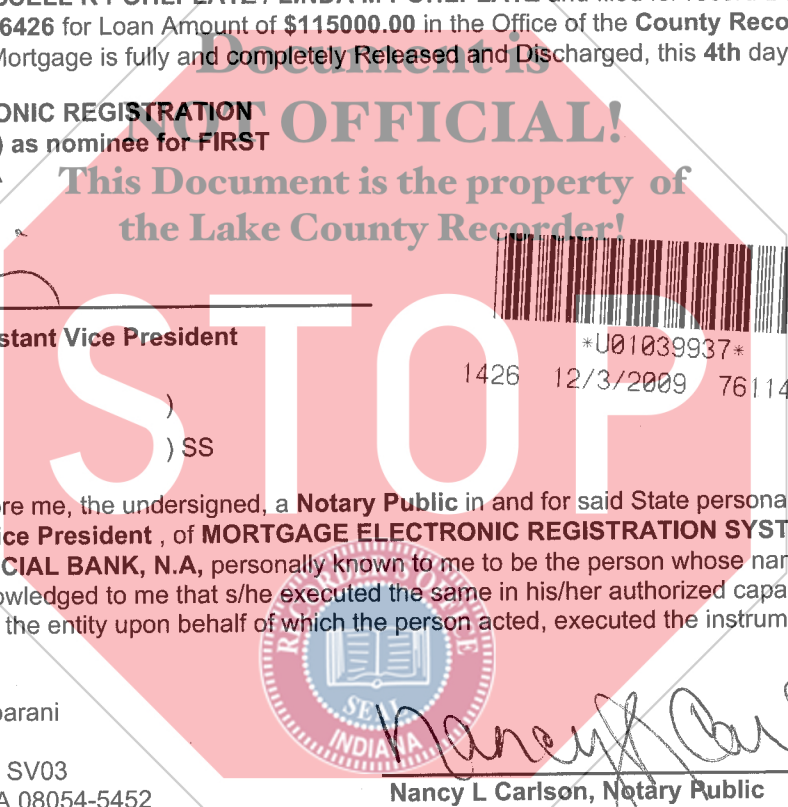 6426 for Loan Amount of $115000.00 in the Office of the County Reco
Mortgage is fully and completely Released and Discharged, this 4th day
Document is
NOT OFFICIAL!
This Document is the property of
the Lake County Recorder!
ONIC REGISTRATION
) as nominee for FIRST
stant Vice President
*U01039937*
1426 12/3/2009 76114
)
) SS
STOP
re me, the undersigned, a Notary Public in and for said State persona
ice President , of MORTGAGE ELECTRONIC REGISTRATION SYST
CIAL BANK, N.A, personally known to me to be the person whose nam
owledged to me that s/he executed the same in his/her authorized capa
the entity upon behalf of which the person acted, executed the instrum
RECORDER'S OFFICE
SEAL
INDIANA
parani
SV03
A 08054-5452
Nancy L Car
Nancy L Carlson, Notary Public